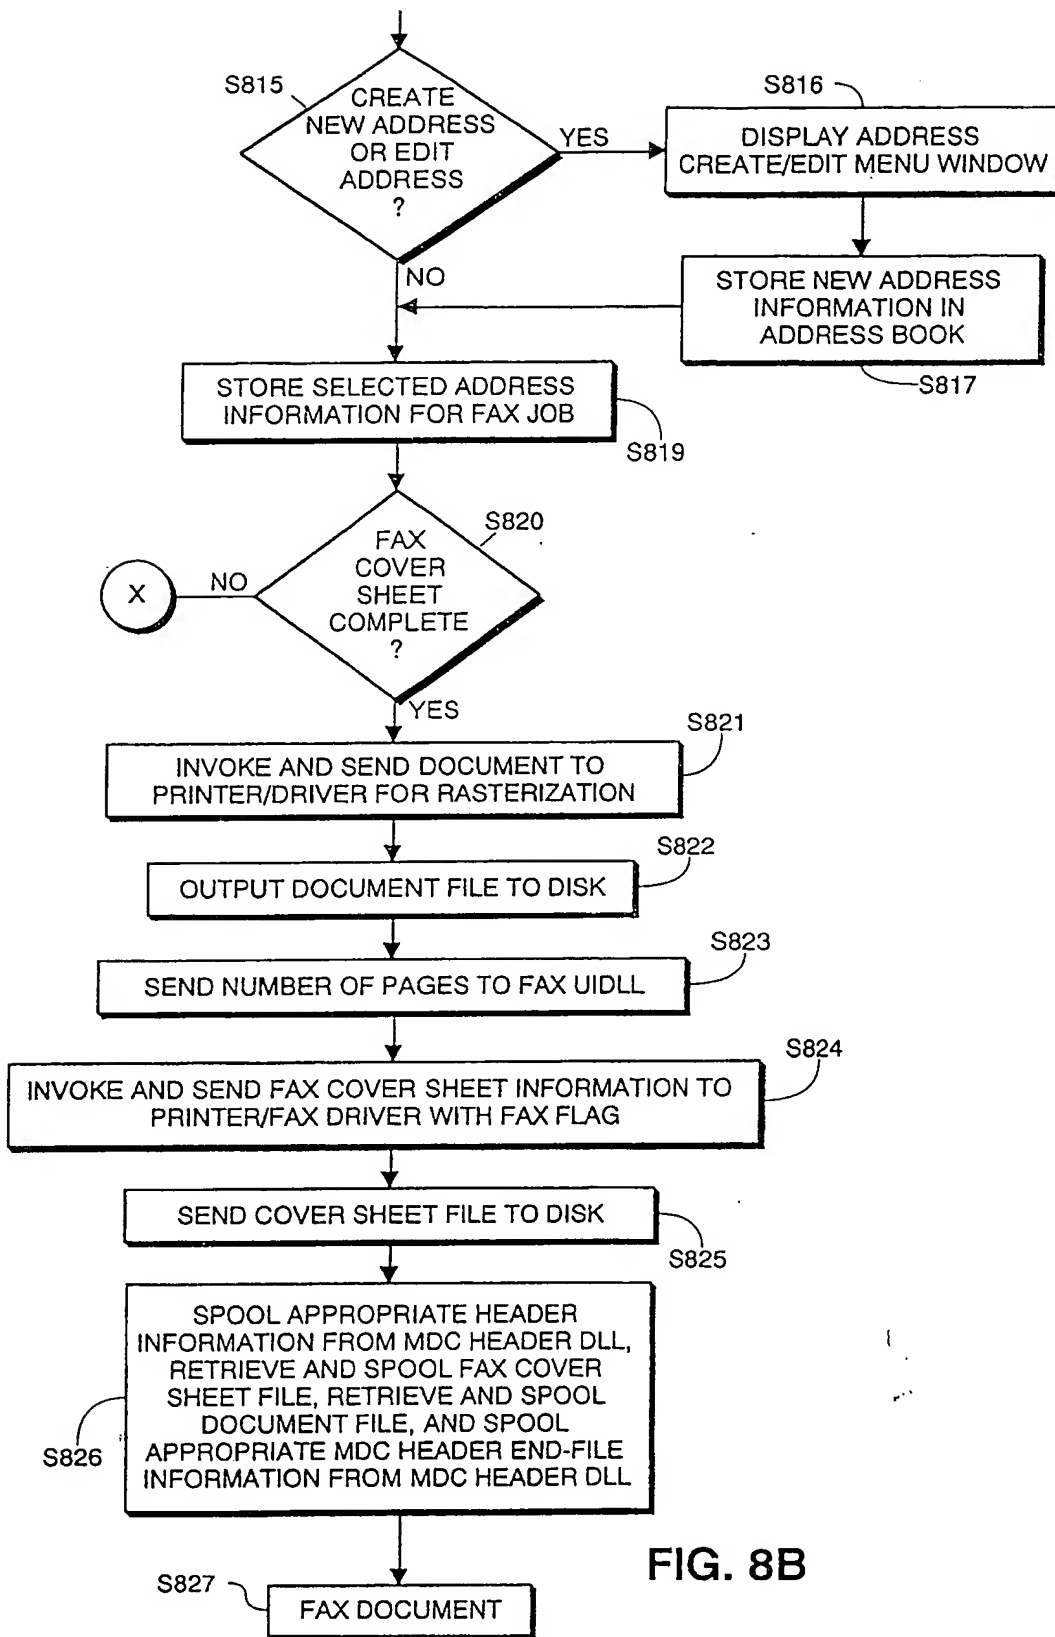 S815
CREATE
NEW ADDRESS
OR EDIT
ADDRESS
?
YES
S816
DISPLAY ADDRESS
CREATE/EDIT MENU WINDOW
NO
STORE NEW ADDRESS
INFORMATION IN
ADDRESS BOOK
S817
STORE SELECTED ADDRESS
INFORMATION FOR FAX JOB
S819
S820
FAX
COVER
SHEET
COMPLETE
?
NO
X
YES
S821
INVOKE AND SEND DOCUMENT TO
PRINTER/DRIVER FOR RASTERIZATION
S822
OUTPUT DOCUMENT FILE TO DISK
S823
SEND NUMBER OF PAGES TO FAX UIDLL
S824
INVOKE AND SEND FAX COVER SHEET INFORMATION TO
PRINTER/FAX DRIVER WITH FAX FLAG
SEND COVER SHEET FILE TO DISK
S825
SPOOL APPROPRIATE HEADER
INFORMATION FROM MDC HEADER DLL,
RETRIEVE AND SPOOL FAX COVER
SHEET FILE, RETRIEVE AND SPOOL
DOCUMENT FILE, AND SPOOL
APPROPRIATE MDC HEADER END-FILE
INFORMATION FROM MDC HEADER DLL
S826
FIG. 8B
S827
FAX DOCUMENT